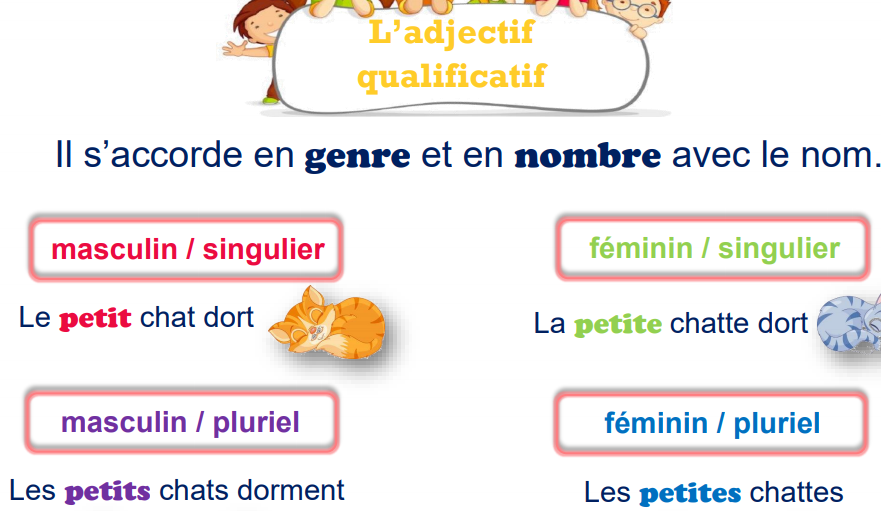 L’adjectif
qualificatif
Il s’accorde en genre et en nombre avec le nom.
masculin / singulier
féminin / singulier
Le petit chat dort
La petite chatte dort
masculin / pluriel
féminin / pluriel
Les petits chats dorment
Les petites chattes